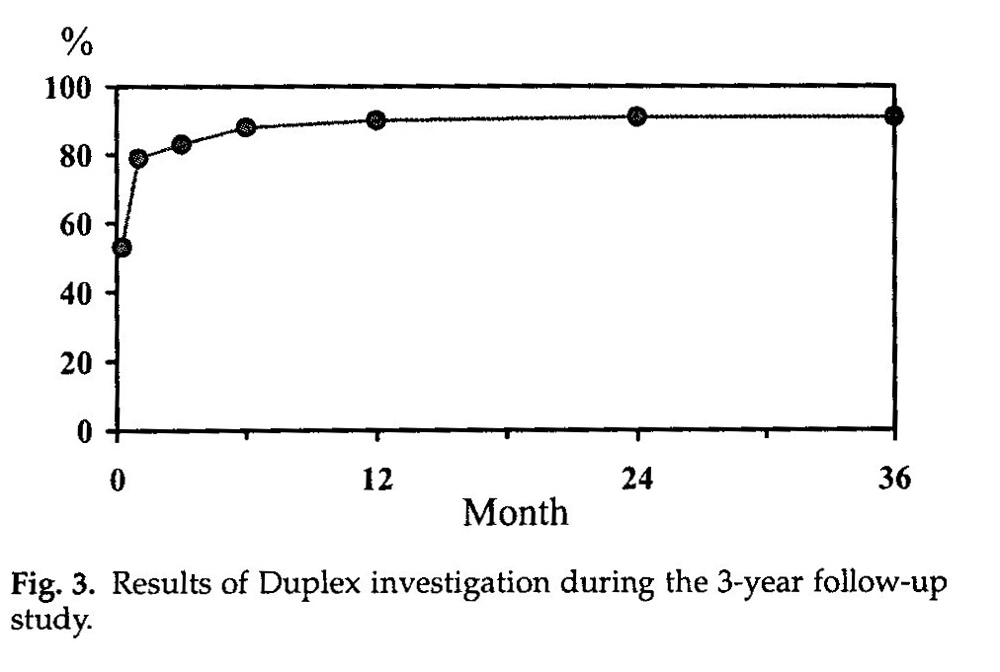 %
100
80
60
40
20
0
0 12 24 36
Month
Fig. 3. Results of Duplex investigation during the 3-year follow-up
study.